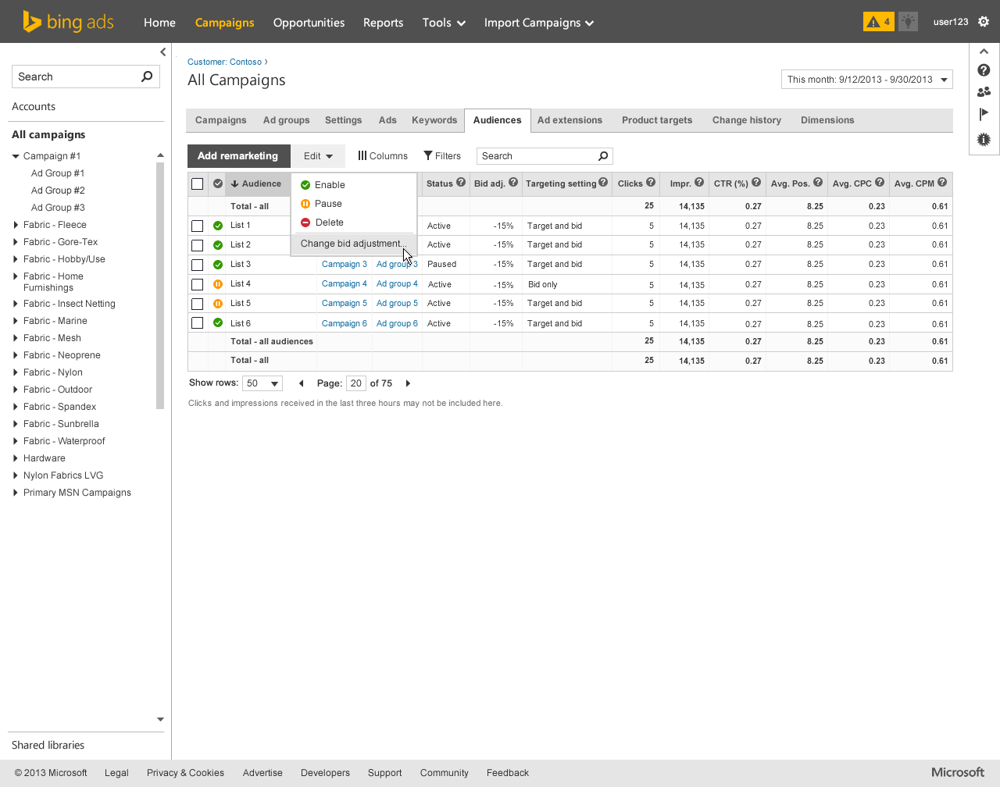 bing ads Home Campaigns Opportunities Reports Tools Import Campaigns 4 user123
Search
Accounts
All campaigns
Campaign #1
Ad Group #1
Ad Group #2
Ad Group #3
Fabric - Fleece
Fabric - Gore-Tex
Fabric - Hobby/Use
Fabric - Home
Furnishings
Fabric - Insect Netting
Fabric - Marine
Fabric - Mesh
Fabric - Neoprene
Fabric - Nylon
Fabric - Outdoor
Fabric - Spandex
Fabric - Sunbrella
Fabric - Waterproof
Hardware
Nylon Fabrics LVG
Primary MSN Campaigns
Shared libraries
Customer: Contoso ›
All Campaigns
This month: 9/12/2013 - 9/30/2013
Campaigns Ad groups Settings Ads Keywords Audiences Ad extensions Product targets Change history Dimensions
Add remarketing Edit Columns Filters Search
Enable
Pause
Delete
Change bid adjustment...
Audience Status Bid adj. Targeting setting Clicks Impr. CTR (%) Avg. Pos. Avg. CPC Avg. CPM
Total - all 25 14,135 0.27 8.25 0.23 0.61
List 1 Active -15% Target and bid 5 14,135 0.27 8.25 0.23 0.61
List 2 Active -15% Target and bid 5 14,135 0.27 8.25 0.23 0.61
List 3 Campaign 3 Ad group 3 Paused -15% Target and bid 5 14,135 0.27 8.25 0.23 0.61
List 4 Campaign 4 Ad group 4 Active -15% Bid only 5 14,135 0.27 8.25 0.23 0.61
List 5 Campaign 5 Ad group 5 Active -15% Target and bid 5 14,135 0.27 8.25 0.23 0.61
List 6 Campaign 6 Ad group 6 Active -15% Target and bid 5 14,135 0.27 8.25 0.23 0.61
Total - all audiences 25 14,135 0.27 8.25 0.23 0.61
Total - all 25 14,135 0.27 8.25 0.23 0.61
Show rows: 50 Page: 20 of 75
Clicks and impressions received in the last three hours may not be included here.
© 2013 Microsoft Legal Privacy & Cookies Advertise Developers Support Community Feedback Microsoft